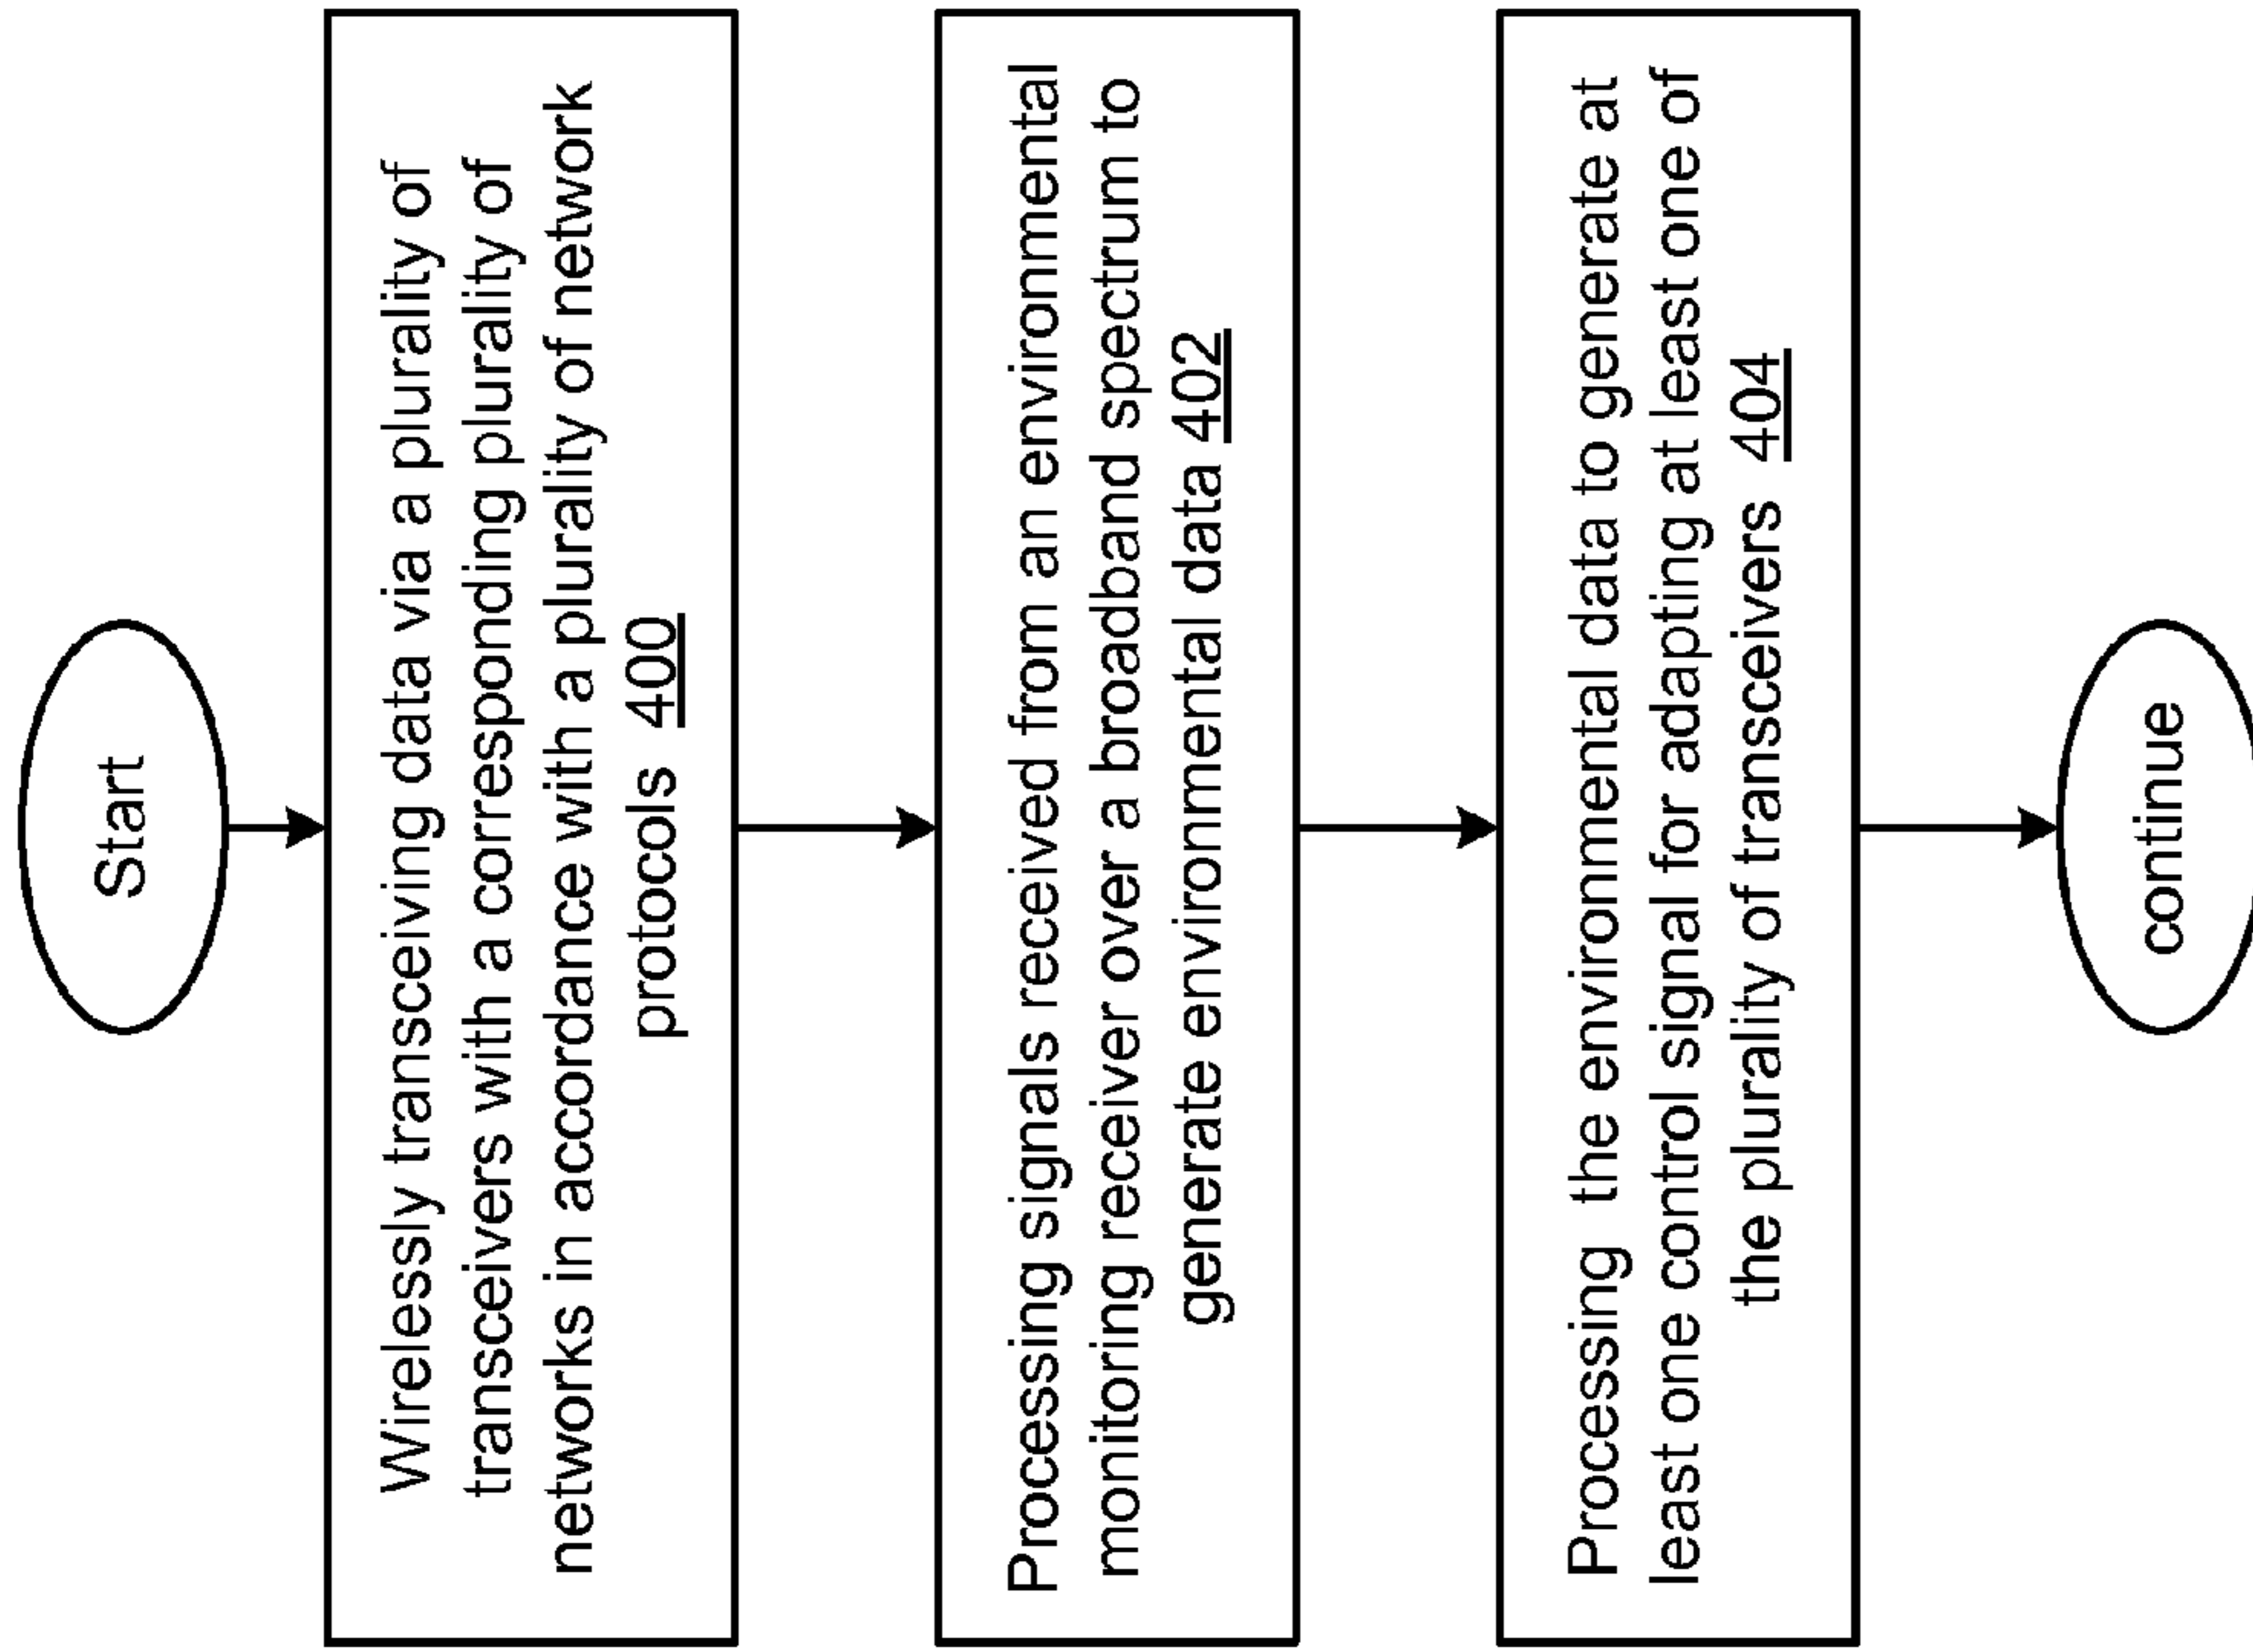 Start
Wirelessly transceiving data via a plurality of
transceivers with a corresponding plurality of
networks in accordance with a plurality of network
protocols 400
Processing signals received from an environmental
monitoring receiver over a broadband spectrum to
generate environmental data 402
Processing the environmental data to generate at
least one control signal for adapting at least one of
the plurality of transceivers 404
continue